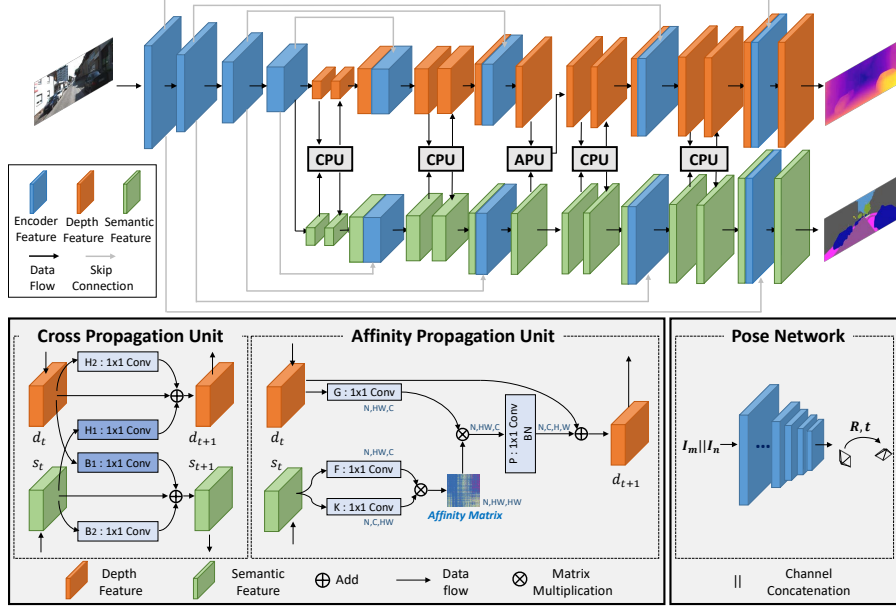 CPU
CPU
APU
CPU
CPU
Encoder Feature
Depth Feature
Semantic Feature
Data Flow
Skip Connection
Cross Propagation Unit
H2 : 1x1 Conv
H1 : 1x1 Conv
B1 : 1x1 Conv
B2 : 1x1 Conv
d_t
d_{t+1}
s_t
s_{t+1}
Affinity Propagation Unit
d_t
G : 1x1 Conv
N,HW,C
N,HW,C
P : 1x1 Conv
BN
N,C,H,W
d_{t+1}
s_t
N,HW,C
F : 1x1 Conv
K : 1x1 Conv
N,C,HW
N,HW,HW
Affinity Matrix
Pose Network
I_m||I_n
...
R, t
Depth Feature
Semantic Feature
Add
Data flow
Matrix Multiplication
|| Channel Concatenation